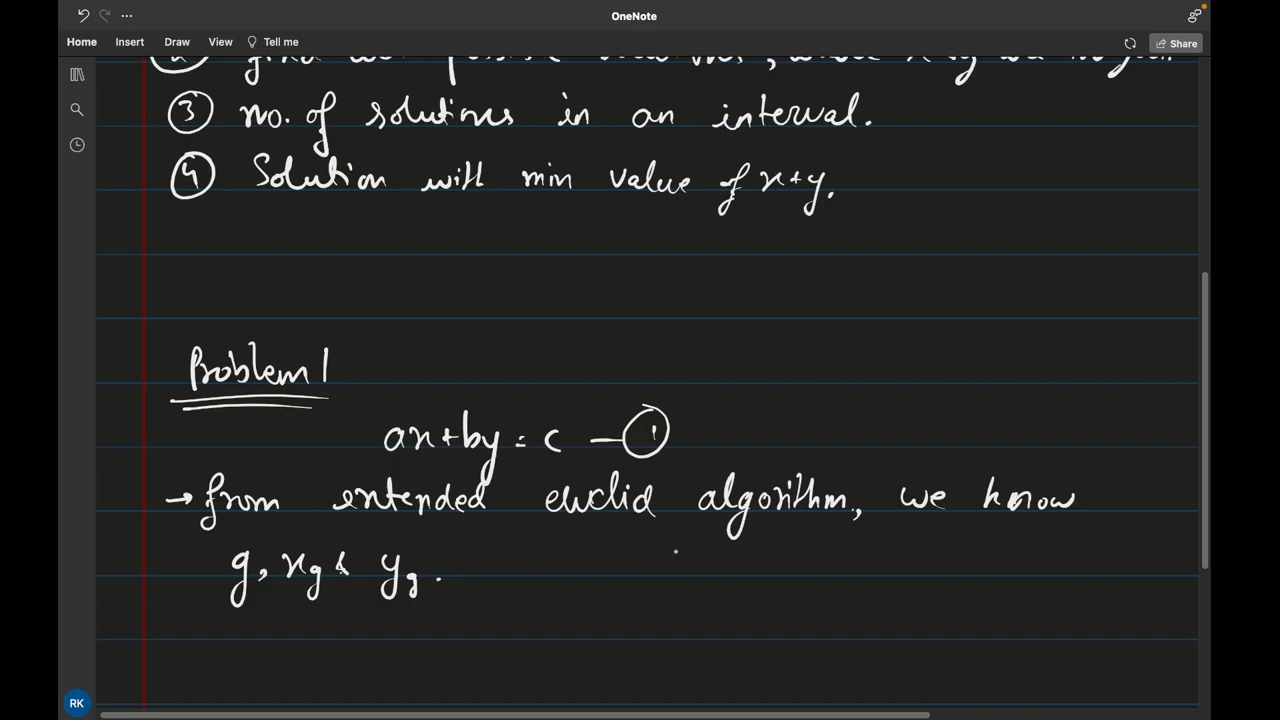 OneNote
Home Insert Draw View Tell me
Share
③ no. of solutions in an interval.
④ Solution with min value of x+y.
Problem 1
ax+by = c —①
→ from extended euclid algorithm, we know
g, xg & yg.
RK